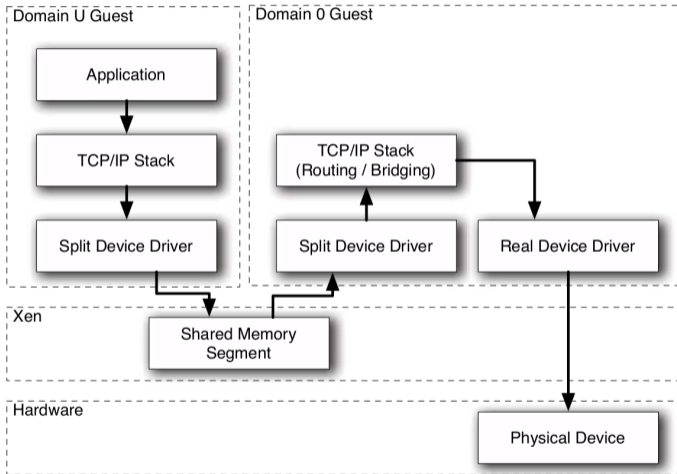 Domain U Guest
Domain 0 Guest
Application
TCP/IP Stack
TCP/IP Stack
(Routing / Bridging)
Split Device Driver
Split Device Driver
Real Device Driver
Xen
Shared Memory
Segment
Hardware
Physical Device